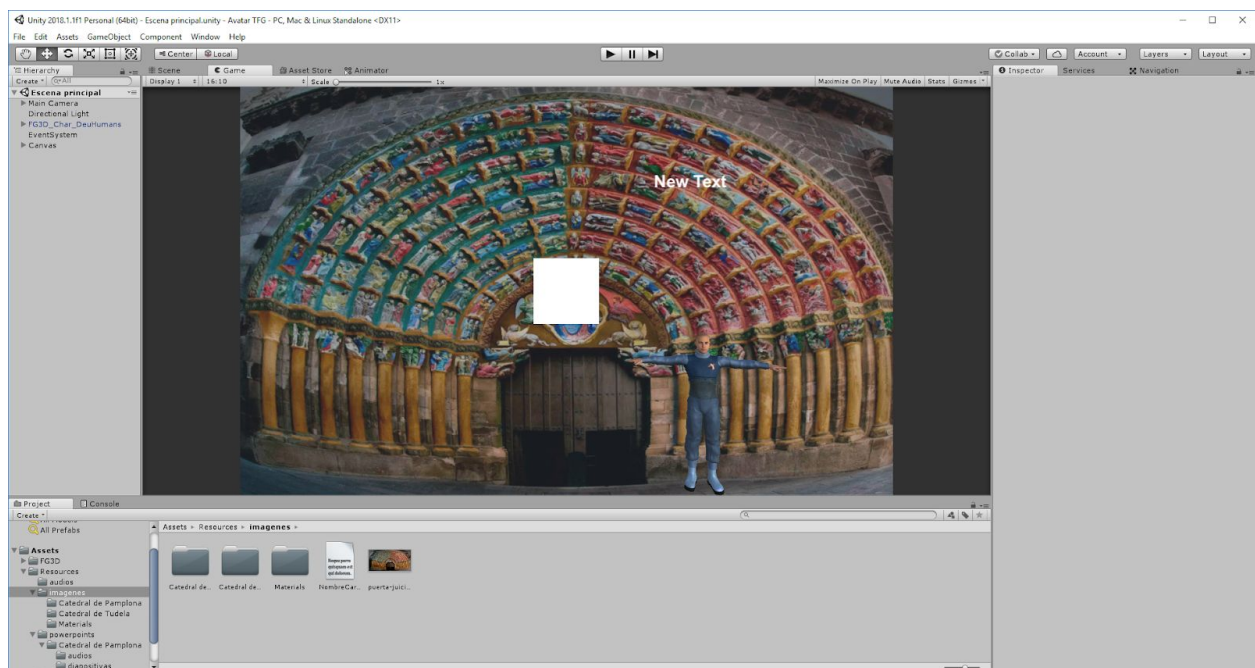 Unity 2018.1.1f1 Personal (64bit) - Escena principal.unity - Avatar TFG - PC, Mac & Linux Standalone <DX11>
File Edit Assets GameObject Component Window Help
Center Local Collab Account Layers Layout
Hierarchy Scene Game Asset Store Animator Inspector Services Navigation
Create All Display 1 16:10 Scale 1x Maximize On Play Mute Audio Stats Gizmos
Escena principal
Main Camera
Directional Light
FG3D_Char_DeuHumans
EventSystem
Canvas
New Text
Project Console
Create
All Prefabs
Assets ▸ Resources ▸ imagenes ▸
Assets
FG3D
Resources
audios
imagenes
Catedral de Pamplona
Catedral de Tudela
Materials
powerpoints
Catedral de Pamplona
audios
diapositivas
Catedral de... Catedral de... Materials NombreCar... puerta-juici...